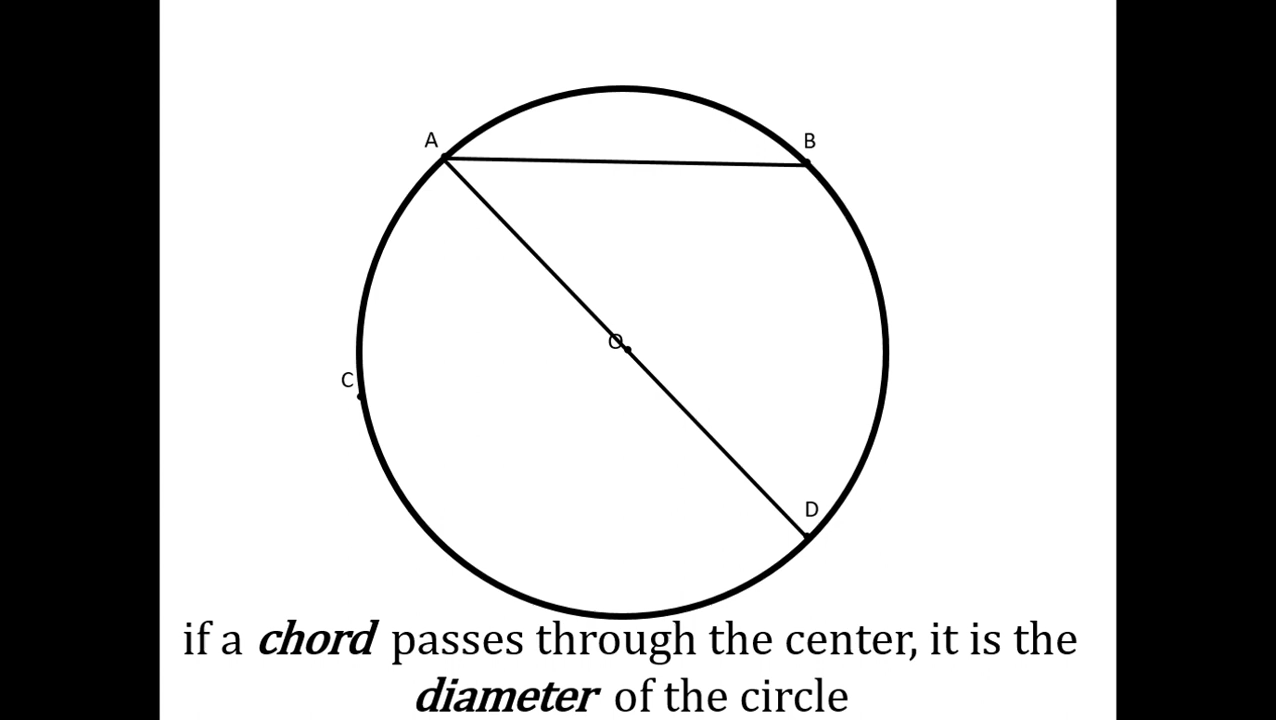 A
B
O
C
D
if a chord passes through the center, it is the
diameter of the circle